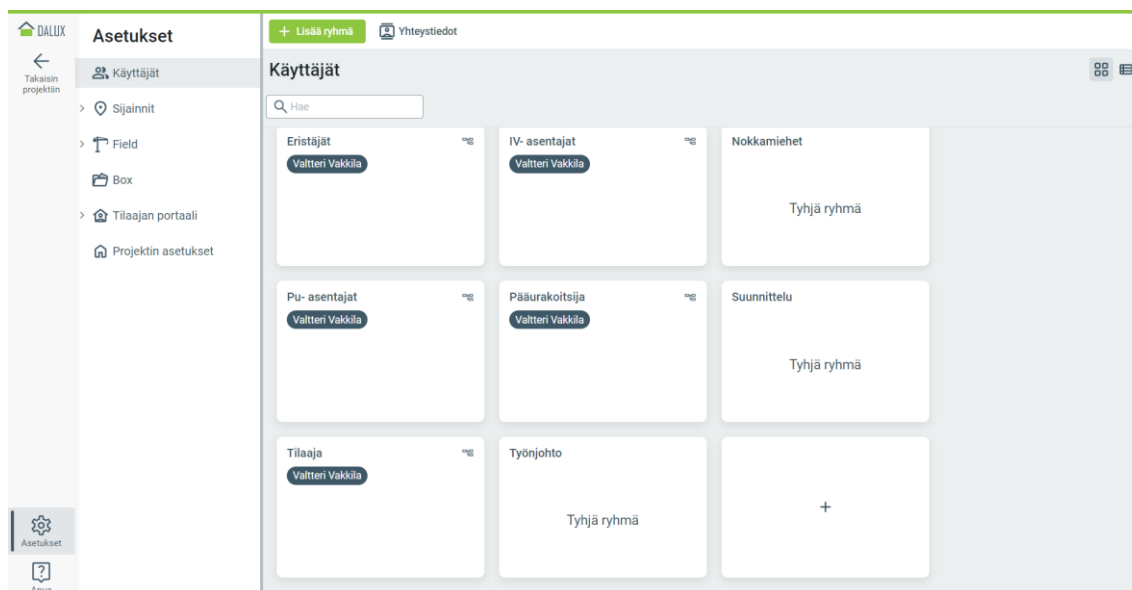 DALUX
Takaisin
projektiin
Asetukset
Käyttäjät
Sijainnit
Field
Box
Tilaajan portaali
Projektin asetukset
Asetukset
+ Lisää ryhmä
Yhteystiedot
Käyttäjät
Hae
Eristäjät
Valtteri Vakkila
IV- asentajat
Valtteri Vakkila
Nokkamiehet
Tyhjä ryhmä
Pu- asentajat
Valtteri Vakkila
Pääurakoitsija
Valtteri Vakkila
Suunnittelu
Tyhjä ryhmä
Tilaaja
Valtteri Vakkila
Työnjohto
Tyhjä ryhmä
+